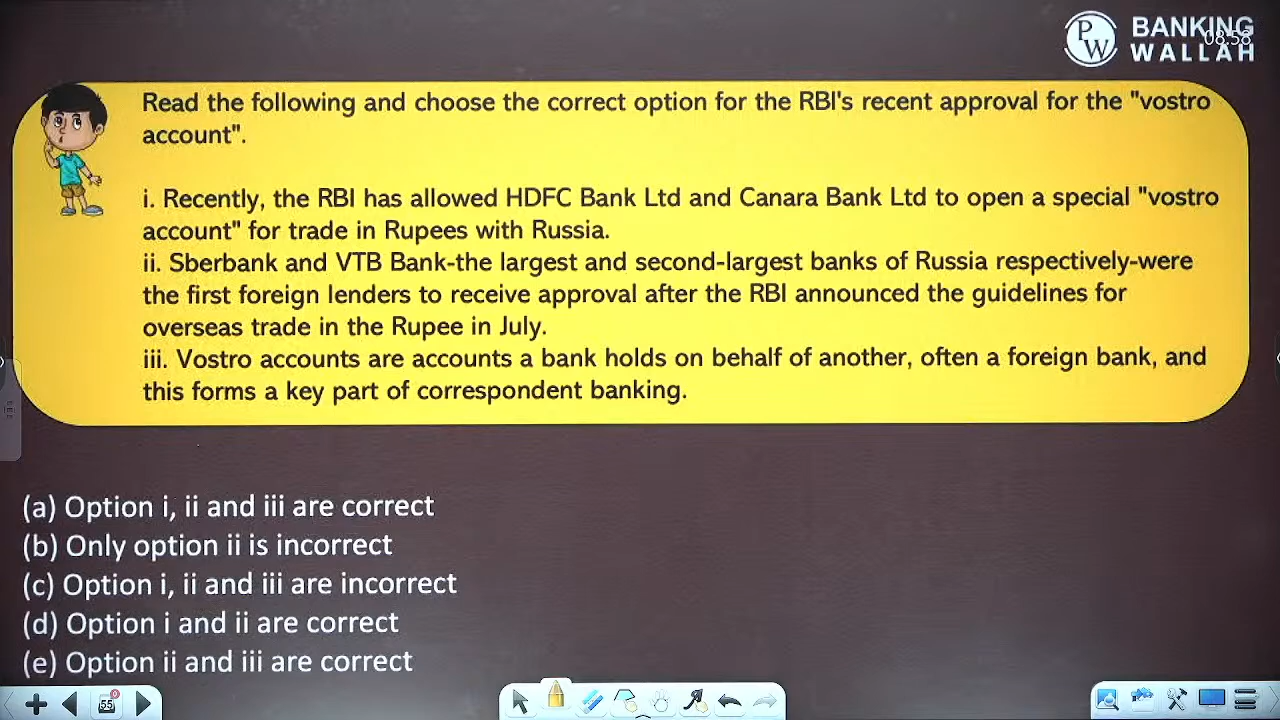 BANKING
WALLAH
PW
08:58
Read the following and choose the correct option for the RBI's recent approval for the "vostro
account".
i. Recently, the RBI has allowed HDFC Bank Ltd and Canara Bank Ltd to open a special "vostro
account" for trade in Rupees with Russia.
ii. Sberbank and VTB Bank-the largest and second-largest banks of Russia respectively-were
the first foreign lenders to receive approval after the RBI announced the guidelines for
overseas trade in the Rupee in July.
iii. Vostro accounts are accounts a bank holds on behalf of another, often a foreign bank, and
this forms a key part of correspondent banking.
(a) Option i, ii and iii are correct
(b) Only option ii is incorrect
(c) Option i, ii and iii are incorrect
(d) Option i and ii are correct
(e) Option ii and iii are correct